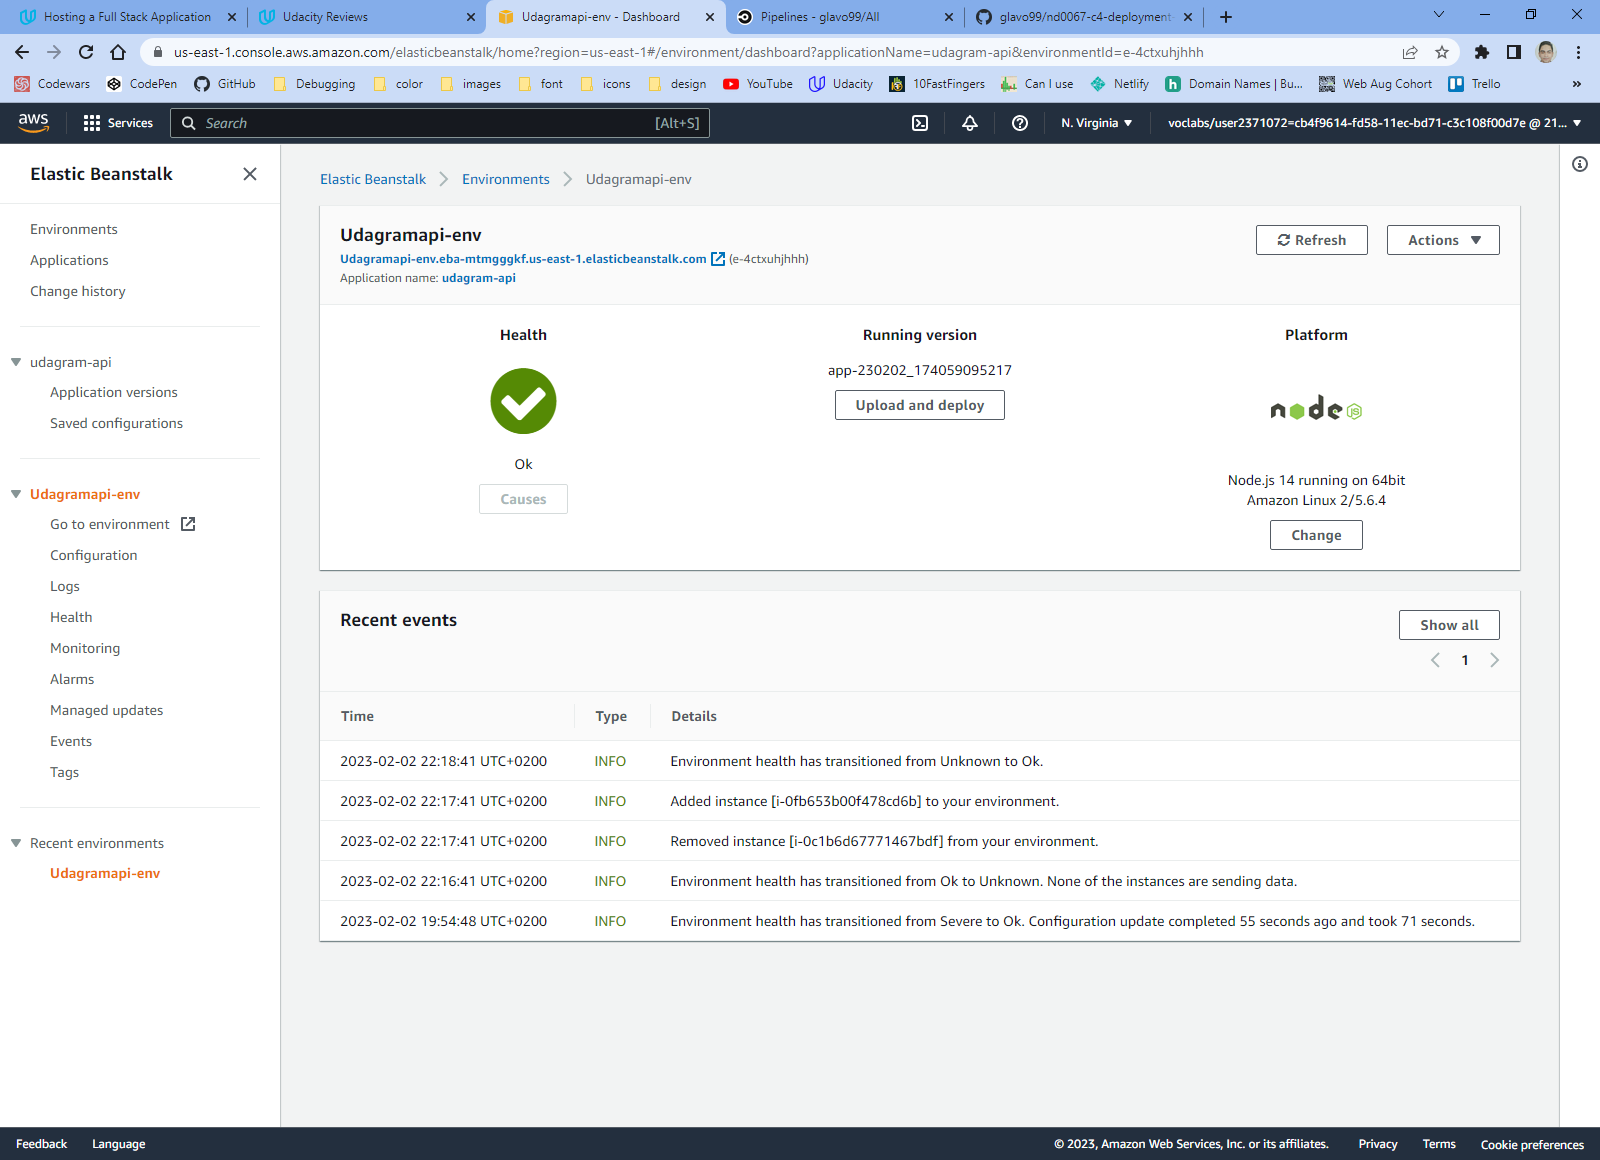 Hosting a Full Stack Application
Udacity Reviews
Udagramapi-env - Dashboard
Pipelines - glavo99/All
glavo99/nd0067-c4-deployment-
us-east-1.console.aws.amazon.com/elasticbeanstalk/home?region=us-east-1#/environment/dashboard?applicationName=udagram-api&environmentId=e-4ctxuhjhhh
Codewars
CodePen
GitHub
Debugging
color
images
font
icons
design
YouTube
Udacity
10FastFingers
Can I use
Netlify
Domain Names | Bu...
Web Aug Cohort
Trello
»
aws
Services
Search
[Alt+S]
N. Virginia
voclabs/user2371072=cb4f9614-fd58-11ec-bd71-c3c108f00d7e @ 21...
Elastic Beanstalk
Environments
Applications
Change history
udagram-api
Application versions
Saved configurations
Udagramapi-env
Go to environment
Configuration
Logs
Health
Monitoring
Alarms
Managed updates
Events
Tags
Recent environments
Udagramapi-env
Elastic Beanstalk
Environments
Udagramapi-env
Udagramapi-env
Udagramapi-env.eba-mtmgggkf.us-east-1.elasticbeanstalk.com (e-4ctxuhjhhh)
Application name: udagram-api
Refresh
Actions
Health
Ok
Causes
Running version
app-230202_174059095217
Upload and deploy
Platform
node JS
Node.js 14 running on 64bit
Amazon Linux 2/5.6.4
Change
Recent events
Show all
1
Time Type Details
2023-02-02 22:18:41 UTC+0200 INFO Environment health has transitioned from Unknown to Ok.
2023-02-02 22:17:41 UTC+0200 INFO Added instance [i-0fb653b00f478cd6b] to your environment.
2023-02-02 22:17:41 UTC+0200 INFO Removed instance [i-0c1b6d67771467bdf] from your environment.
2023-02-02 22:16:41 UTC+0200 INFO Environment health has transitioned from Ok to Unknown. None of the instances are sending data.
2023-02-02 19:54:48 UTC+0200 INFO Environment health has transitioned from Severe to Ok. Configuration update completed 55 seconds ago and took 71 seconds.
Feedback
Language
© 2023, Amazon Web Services, Inc. or its affiliates.
Privacy
Terms
Cookie preferences